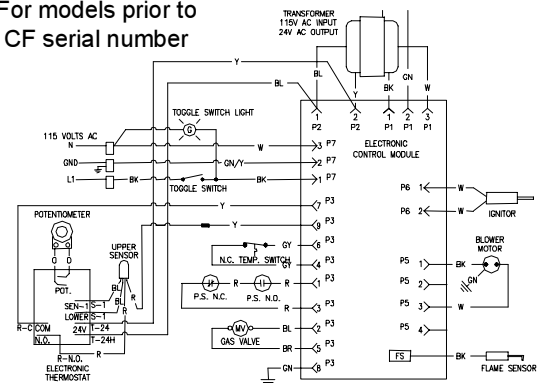 For models prior to
CF serial number
TRANSFORMER
115V AC INPUT
24V AC OUTPUT
Y
BL
BL
Y
BK
GN
W
1
2
1
2
3
P2
P2
P1
P1
P1
TOGGLE SWITCH LIGHT
G
115 VOLTS AC
N
W
3 P7
ELECTRONIC
CONTROL MODULE
GND
GN/Y
2 P7
L1
BK
BK
1 P7
TOGGLE SWITCH
P6 1
W
P6 2
W
IGNITOR
Y
7 P3
POTENTIOMETER
Y
9 P3
UPPER
SENSOR
GY
6 P3
N.C. TEMP. SWITCH
GY
4 P3
BLOWER
MOTOR
P5 1
BK
GN
P5 2
P5 3
W
P5 4
POT.
BL
BL
R
R
R
R
1 P3
P.S. N.C.
P.S. N.O.
R
3 P3
SEN-1 S-1
LOWER S-1
R-C COM
24V T-24
N.O.
T-24H
R-N.O.
R
ELECTRONIC
THERMOSTAT
MV
BL
2 P3
GAS VALVE
BR
5 P3
GN
8 P3
FS
BK
FLAME SENSOR